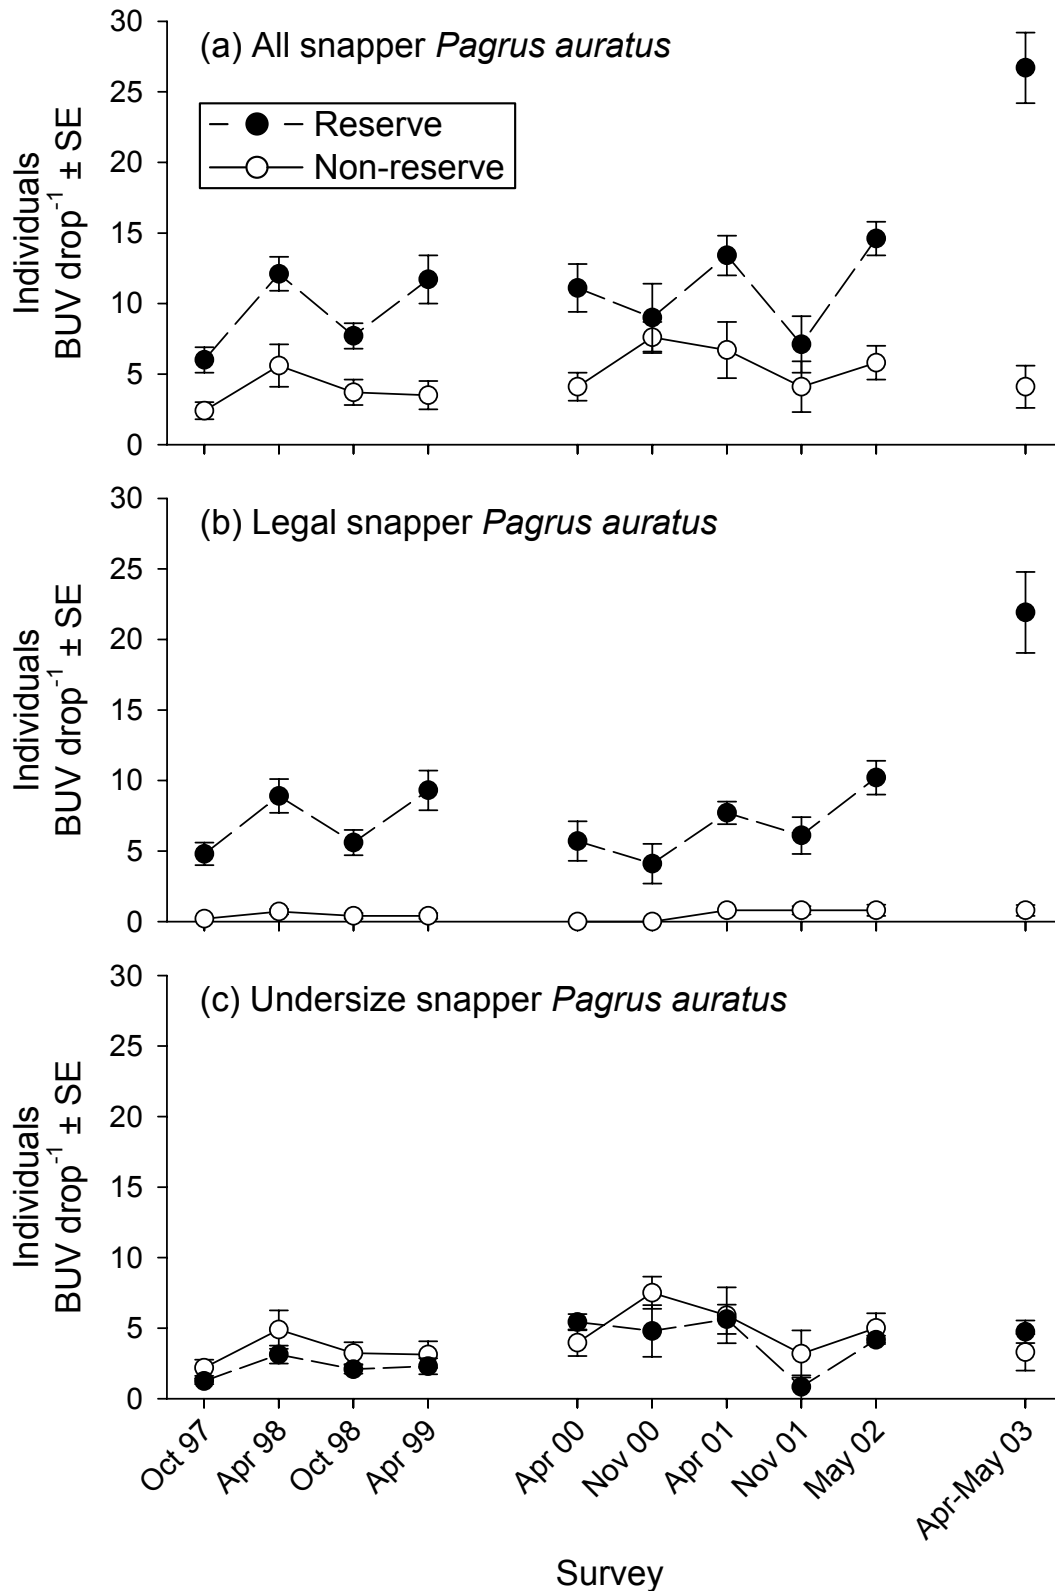 (a) All snapper Pagrus auratus
Reserve
Non-reserve
Individuals
BUV drop⁻¹ ± SE
30
25
20
15
10
5
0
(b) Legal snapper Pagrus auratus
Individuals
BUV drop⁻¹ ± SE
30
25
20
15
10
5
0
(c) Undersize snapper Pagrus auratus
Individuals
BUV drop⁻¹ ± SE
30
25
20
15
10
5
0
Oct 97
Apr 98
Oct 98
Apr 99
Apr 00
Nov 00
Apr 01
Nov 01
May 02
Apr-May 03
Survey